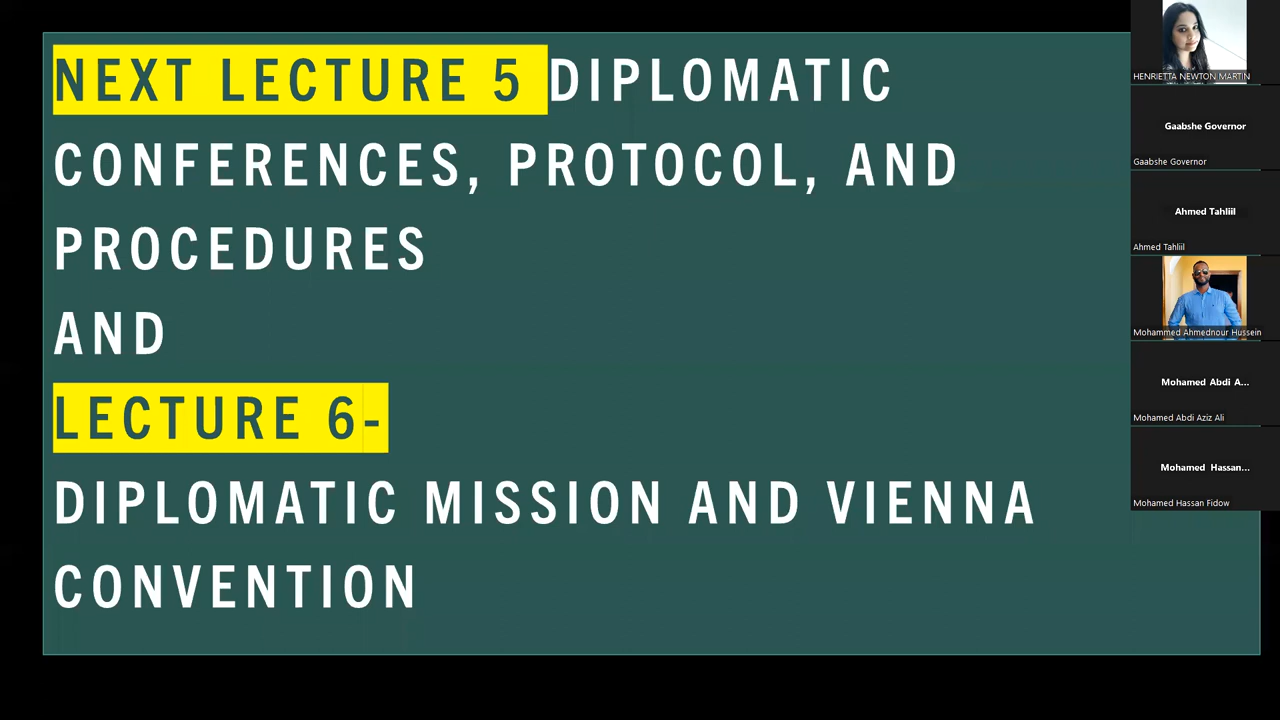 NEXT LECTURE 5 DIPLOMATIC
CONFERENCES, PROTOCOL, AND
PROCEDURES
AND
LECTURE 6-
DIPLOMATIC MISSION AND VIENNA
CONVENTION
HENRIETTA NEWTON MARTIN
Gaabshe Governor
Gaabshe Governor
Ahmed Tahliil
Ahmed Tahliil
Mohammed Ahmednour Hussein
Mohamed Abdi A...
Mohamed Abdi Aziz Ali
Mohamed Hassan...
Mohamed Hassan Fidow